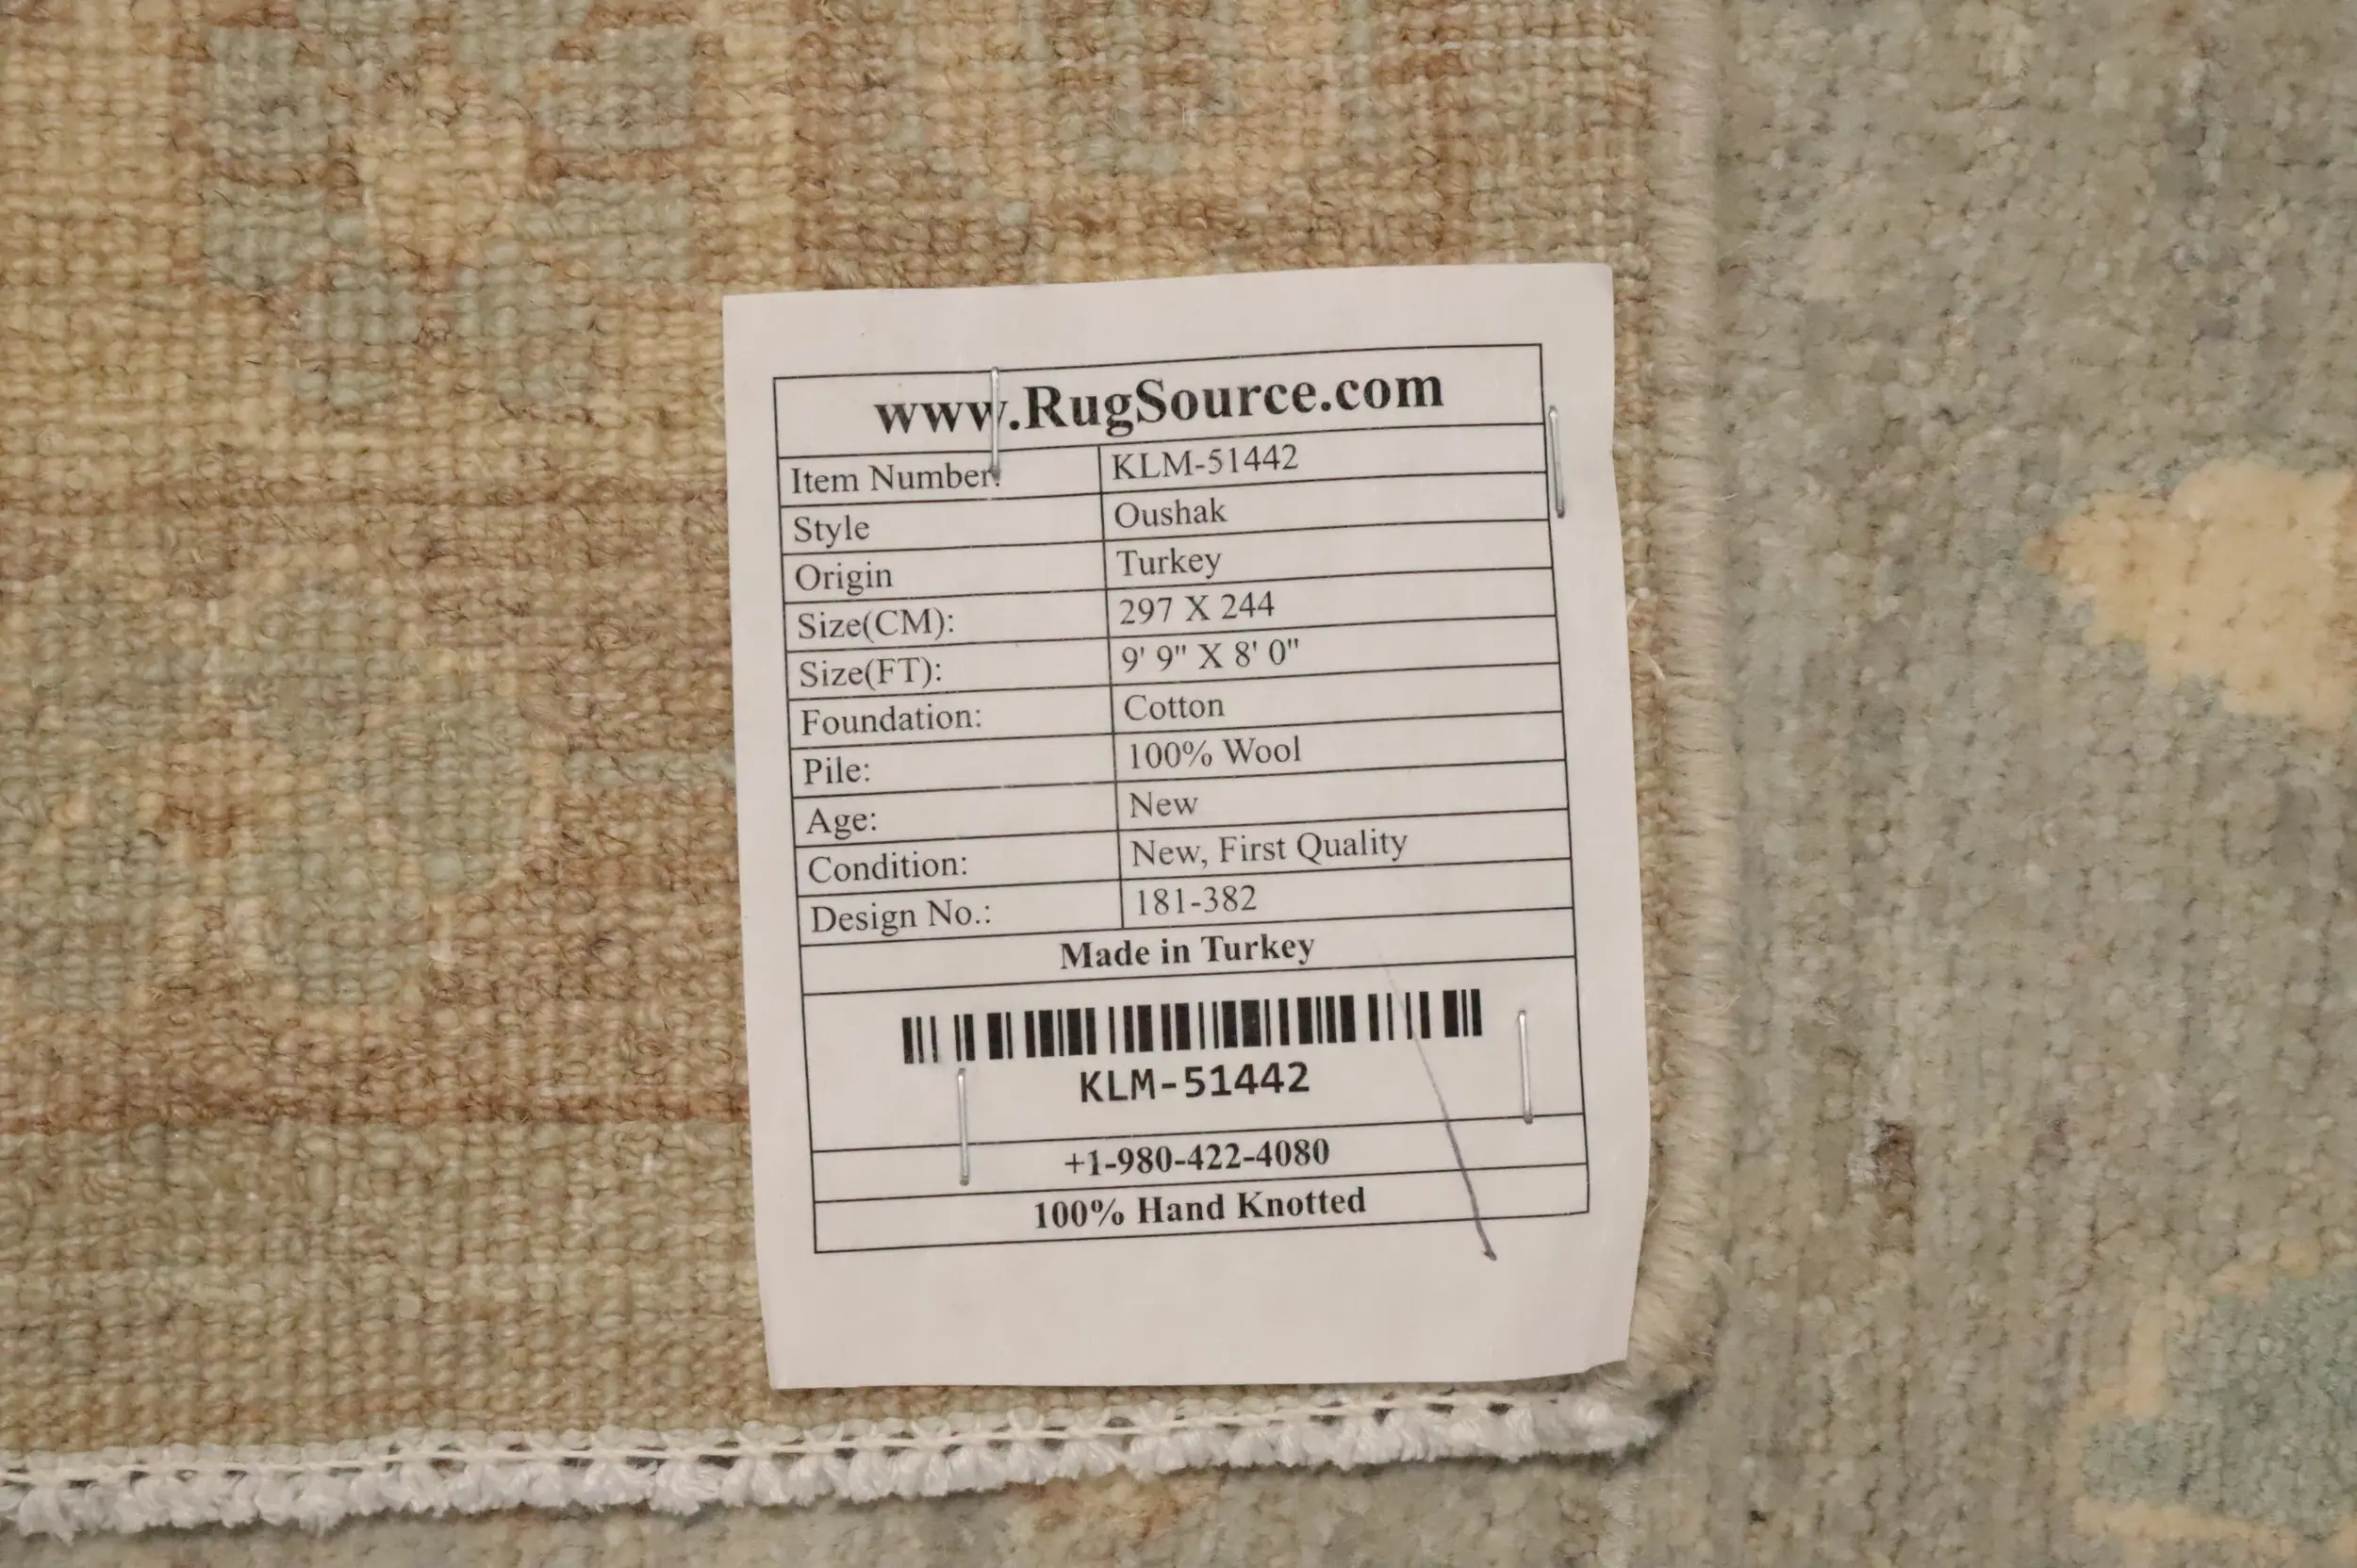 www.RugSource.com
Item Number: KLM-51442
Style Oushak
Origin Turkey
Size(CM): 297 X 244
Size(FT): 9' 9" X 8' 0"
Foundation: Cotton
Pile: 100% Wool
Age: New
Condition: New, First Quality
Design No.: 181-382
Made in Turkey
KLM-51442
+1-980-422-4080
100% Hand Knotted